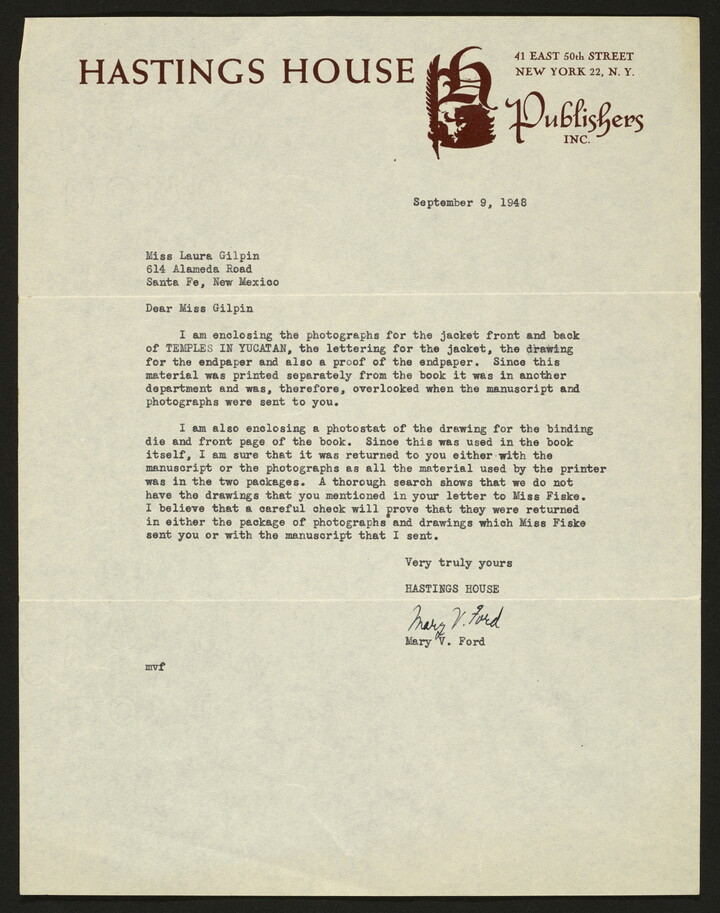 HASTINGS HOUSE
41 EAST 50th STREET
NEW YORK 22, N. Y.
Publishers
INC.
September 9, 1948
Miss Laura Gilpin
614 Alameda Road
Santa Fe, New Mexico
Dear Miss Gilpin
I am enclosing the photographs for the jacket front and back
of TEMPLES IN YUCATAN, the lettering for the jacket, the drawing
for the endpaper and also a proof of the endpaper. Since this
material was printed separately from the book it was in another
department and was, therefore, overlooked when the manuscript and
photographs were sent to you.
I am also enclosing a photostat of the drawing for the binding
die and front page of the book. Since this was used in the book
itself, I am sure that it was returned to you either with the
manuscript or the photographs as all the material used by the printer
was in the two packages. A thorough search shows that we do not
have the drawings that you mentioned in your letter to Miss Fiske.
I believe that a careful check will prove that they were returned
in either the package of photographs and drawings which Miss Fiske
sent you or with the manuscript that I sent.
Very truly yours
HASTINGS HOUSE
Mary V. Ford
Mary V. Ford
mvf